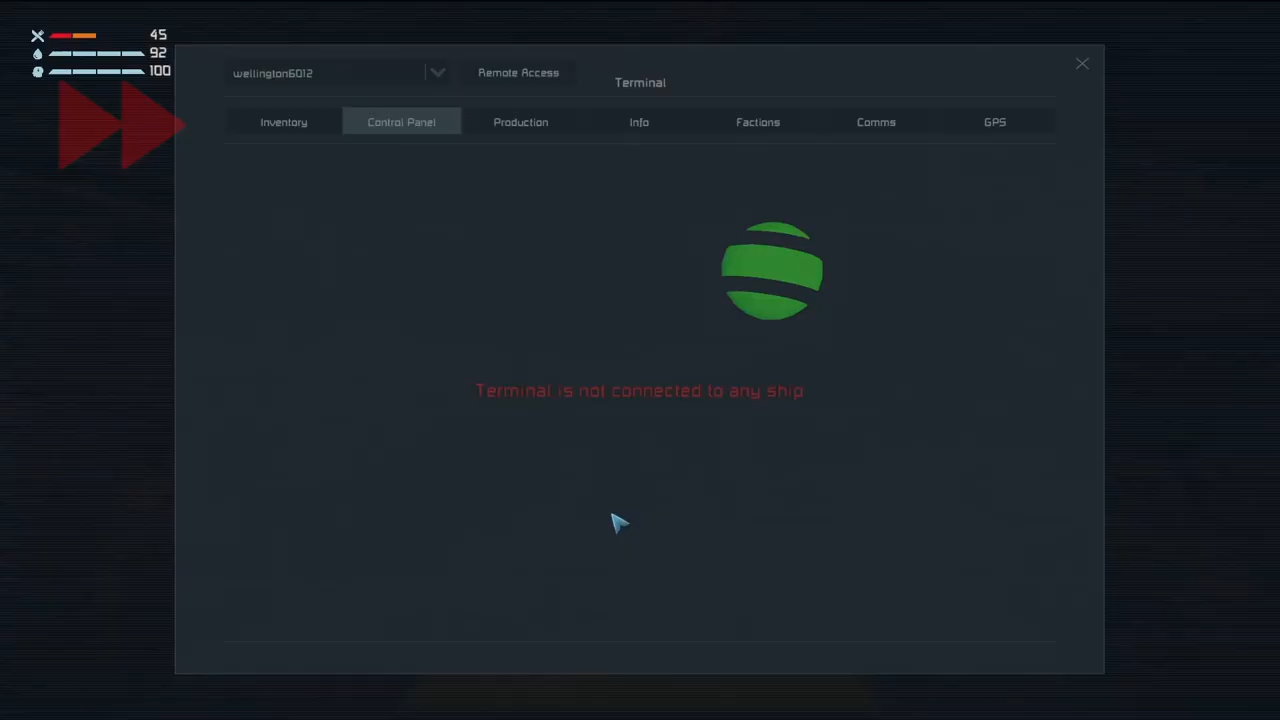 45
92
100
wellington6012
Remote Access
Terminal
Inventory
Control Panel
Production
Info
Factions
Comms
GPS
Terminal is not connected to any ship